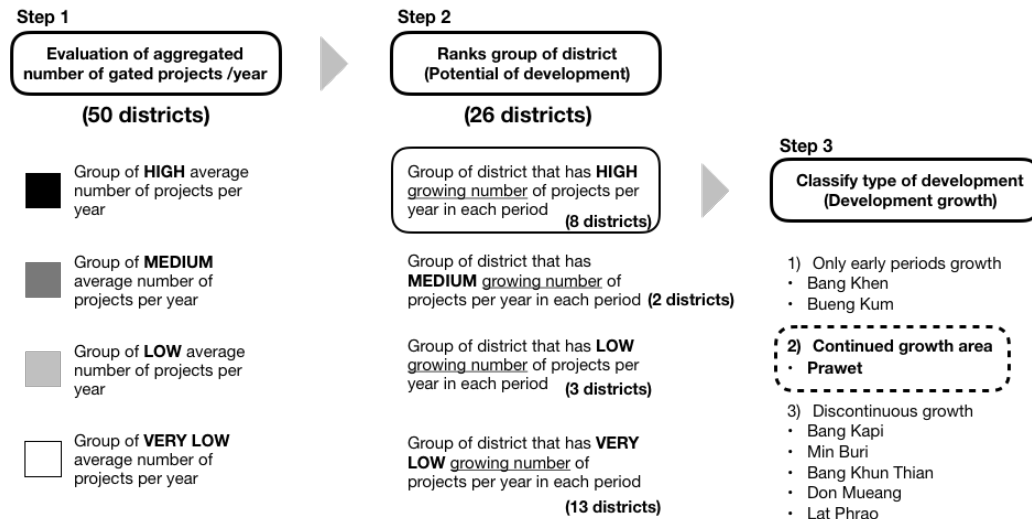 Step 1
Evaluation of aggregated
number of gated projects /year
(50 districts)
Group of HIGH average
number of projects per
year
Group of MEDIUM
average number of
projects per year
Group of LOW average
number of projects per
year
Group of VERY LOW
average number of
projects per year
Step 2
Ranks group of district
(Potential of development)
(26 districts)
Group of district that has HIGH
growing number of projects per
year in each period
(8 districts)
Group of district that has
MEDIUM growing number of
projects per year in each period (2 districts)
Group of district that has LOW
growing number of projects per
year in each period
(3 districts)
Group of district that has VERY
LOW growing number of
projects per year in each period
(13 districts)
Step 3
Classify type of development
(Development growth)
1) Only early periods growth
• Bang Khen
• Bueng Kum
2) Continued growth area
• Prawet
3) Discontinuous growth
• Bang Kapi
• Min Buri
• Bang Khun Thian
• Don Mueang
• Lat Phrao